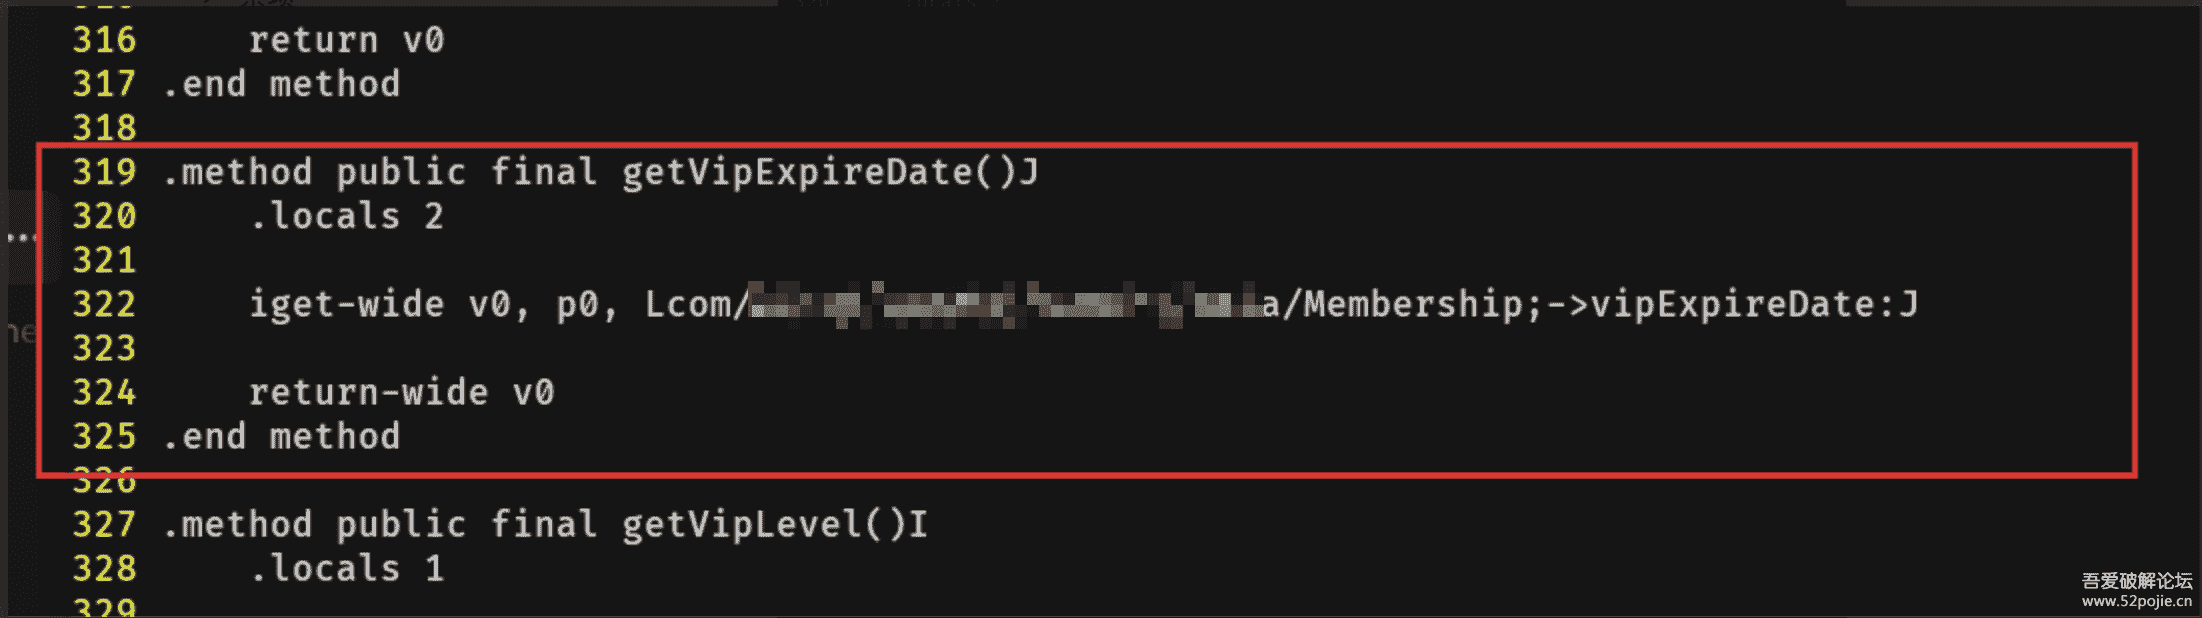 316 return v0
317 .end method
318
319 .method public final getVipExpireDate()J
320 .locals 2
321
322 iget-wide v0, p0, Lcom/ a/Membership;->vipExpireDate:J
323
324 return-wide v0
325 .end method
326
327 .method public final getVipLevel()I
328 .locals 1
329
吾爱破解论坛
www.52pojie.cn